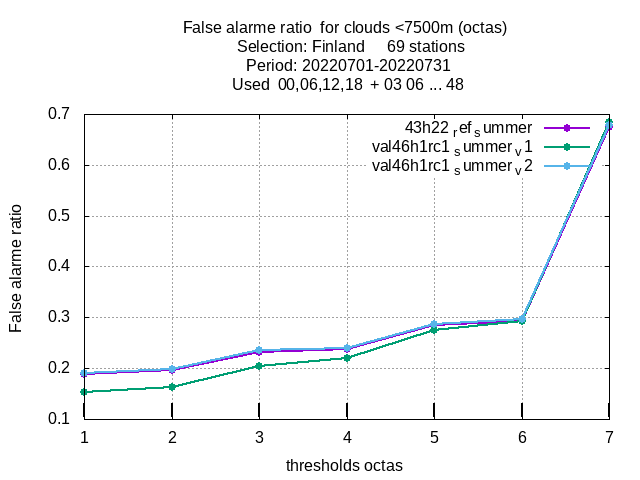 False alarme ratio  for clouds <7500m (octas)
Selection: Finland     69 stations
Period: 20220701-20220731
Used  00,06,12,18  + 03 06 ... 48
43h22 ref summer
val46h1rc1 summer v1
val46h1rc1 summer v2
0.7
0.6
0.5
0.4
0.3
0.2
0.1
False alarme ratio
1 2 3 4 5 6 7
thresholds octas